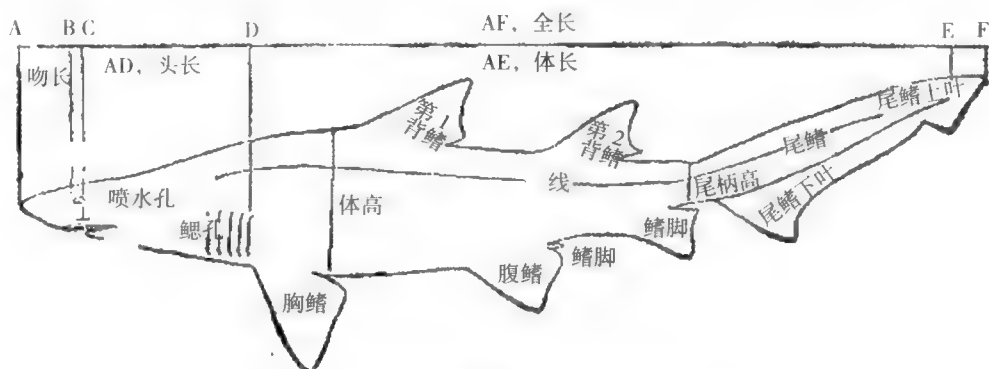 A B C D E F
AF，全长
吻长 AD，头长 AE，体长
第1背鳍
第2背鳍
尾鳍上叶
尾鳍
喷水孔
线
尾柄高
尾鳍下叶
体高
鳃孔
鳍脚
鳍脚
腹鳍
胸鳍